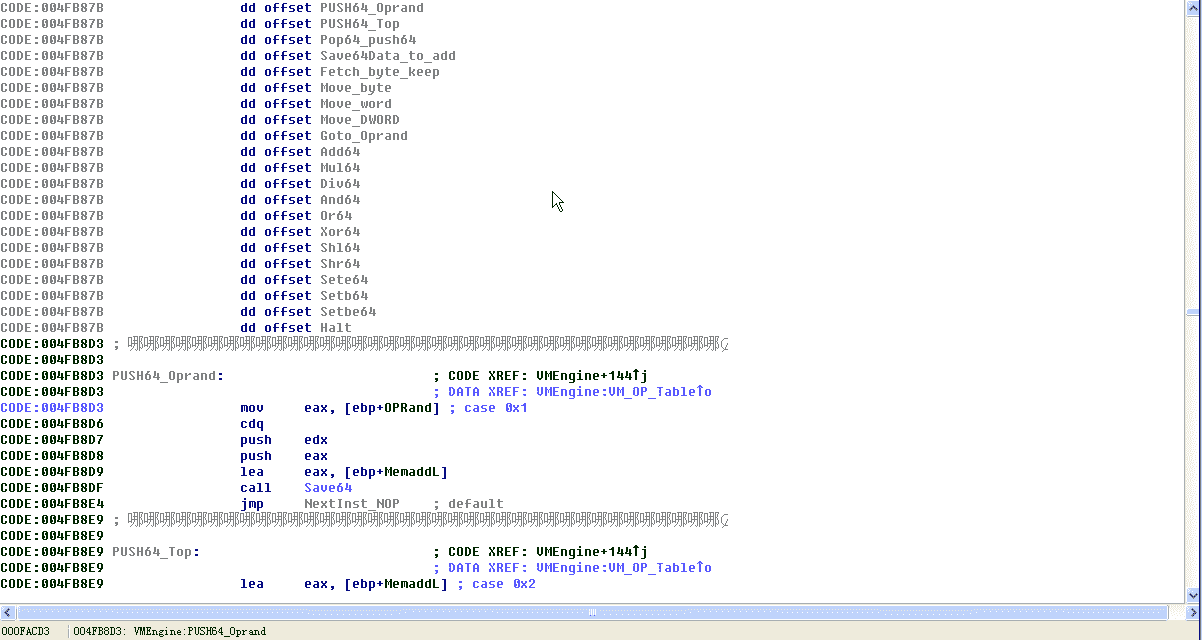 CODE:004FB87B dd offset PUSH64_Oprand
CODE:004FB87B dd offset PUSH64_Top
CODE:004FB87B dd offset Pop64_push64
CODE:004FB87B dd offset Save64Data_to_add
CODE:004FB87B dd offset Fetch_byte_keep
CODE:004FB87B dd offset Move_byte
CODE:004FB87B dd offset Move_word
CODE:004FB87B dd offset Move_DWORD
CODE:004FB87B dd offset Goto_Oprand
CODE:004FB87B dd offset Add64
CODE:004FB87B dd offset Mul64
CODE:004FB87B dd offset Div64
CODE:004FB87B dd offset And64
CODE:004FB87B dd offset Or64
CODE:004FB87B dd offset Xor64
CODE:004FB87B dd offset Shl64
CODE:004FB87B dd offset Shr64
CODE:004FB87B dd offset Sete64
CODE:004FB87B dd offset Setb64
CODE:004FB87B dd offset Setbe64
CODE:004FB87B dd offset Halt
CODE:004FB8D3 ;
CODE:004FB8D3
CODE:004FB8D3 PUSH64_Oprand: ; CODE XREF: VMEngine+144↑j
CODE:004FB8D3 ; DATA XREF: VMEngine:VM_OP_Table↑o
CODE:004FB8D3 mov eax, [ebp+OPRand] ; case 0x1
CODE:004FB8D6 cdq
CODE:004FB8D7 push edx
CODE:004FB8D8 push eax
CODE:004FB8D9 lea eax, [ebp+MemaddL]
CODE:004FB8DF call Save64
CODE:004FB8E4 jmp NextInst_NOP ; default
CODE:004FB8E9 ;
CODE:004FB8E9
CODE:004FB8E9 PUSH64_Top: ; CODE XREF: VMEngine+144↑j
CODE:004FB8E9 ; DATA XREF: VMEngine:VM_OP_Table↑o
CODE:004FB8E9 lea eax, [ebp+MemaddL] ; case 0x2
000FACD3 004FB8D3: VMEngine:PUSH64_Oprand